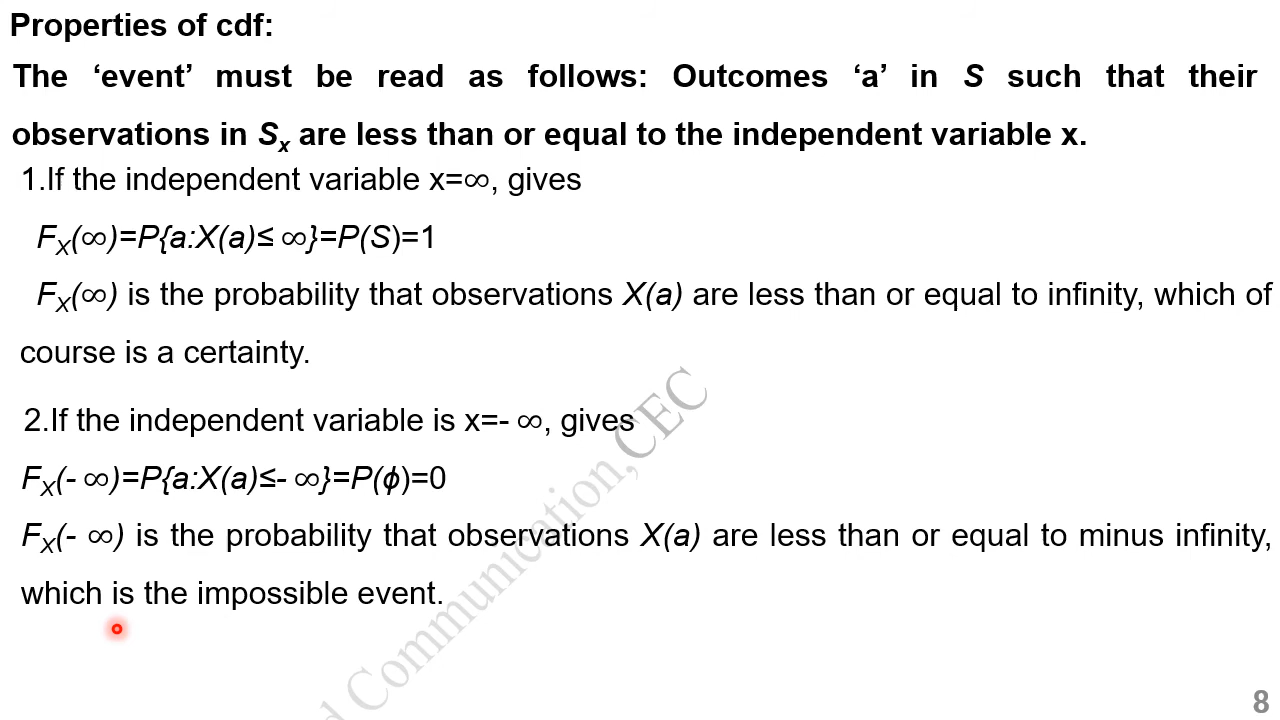 Properties of cdf:
The ‘event’ must be read as follows: Outcomes ‘a’ in S such that their
observations in Sx are less than or equal to the independent variable x.
1.If the independent variable x=∞, gives
FX(∞)=P{a:X(a)≤ ∞}=P(S)=1
FX(∞) is the probability that observations X(a) are less than or equal to infinity, which of
course is a certainty.
2.If the independent variable is x=- ∞, gives
FX(- ∞)=P{a:X(a)≤- ∞}=P(ϕ)=0
FX(- ∞) is the probability that observations X(a) are less than or equal to minus infinity,
which is the impossible event.
Communication,CEC
8